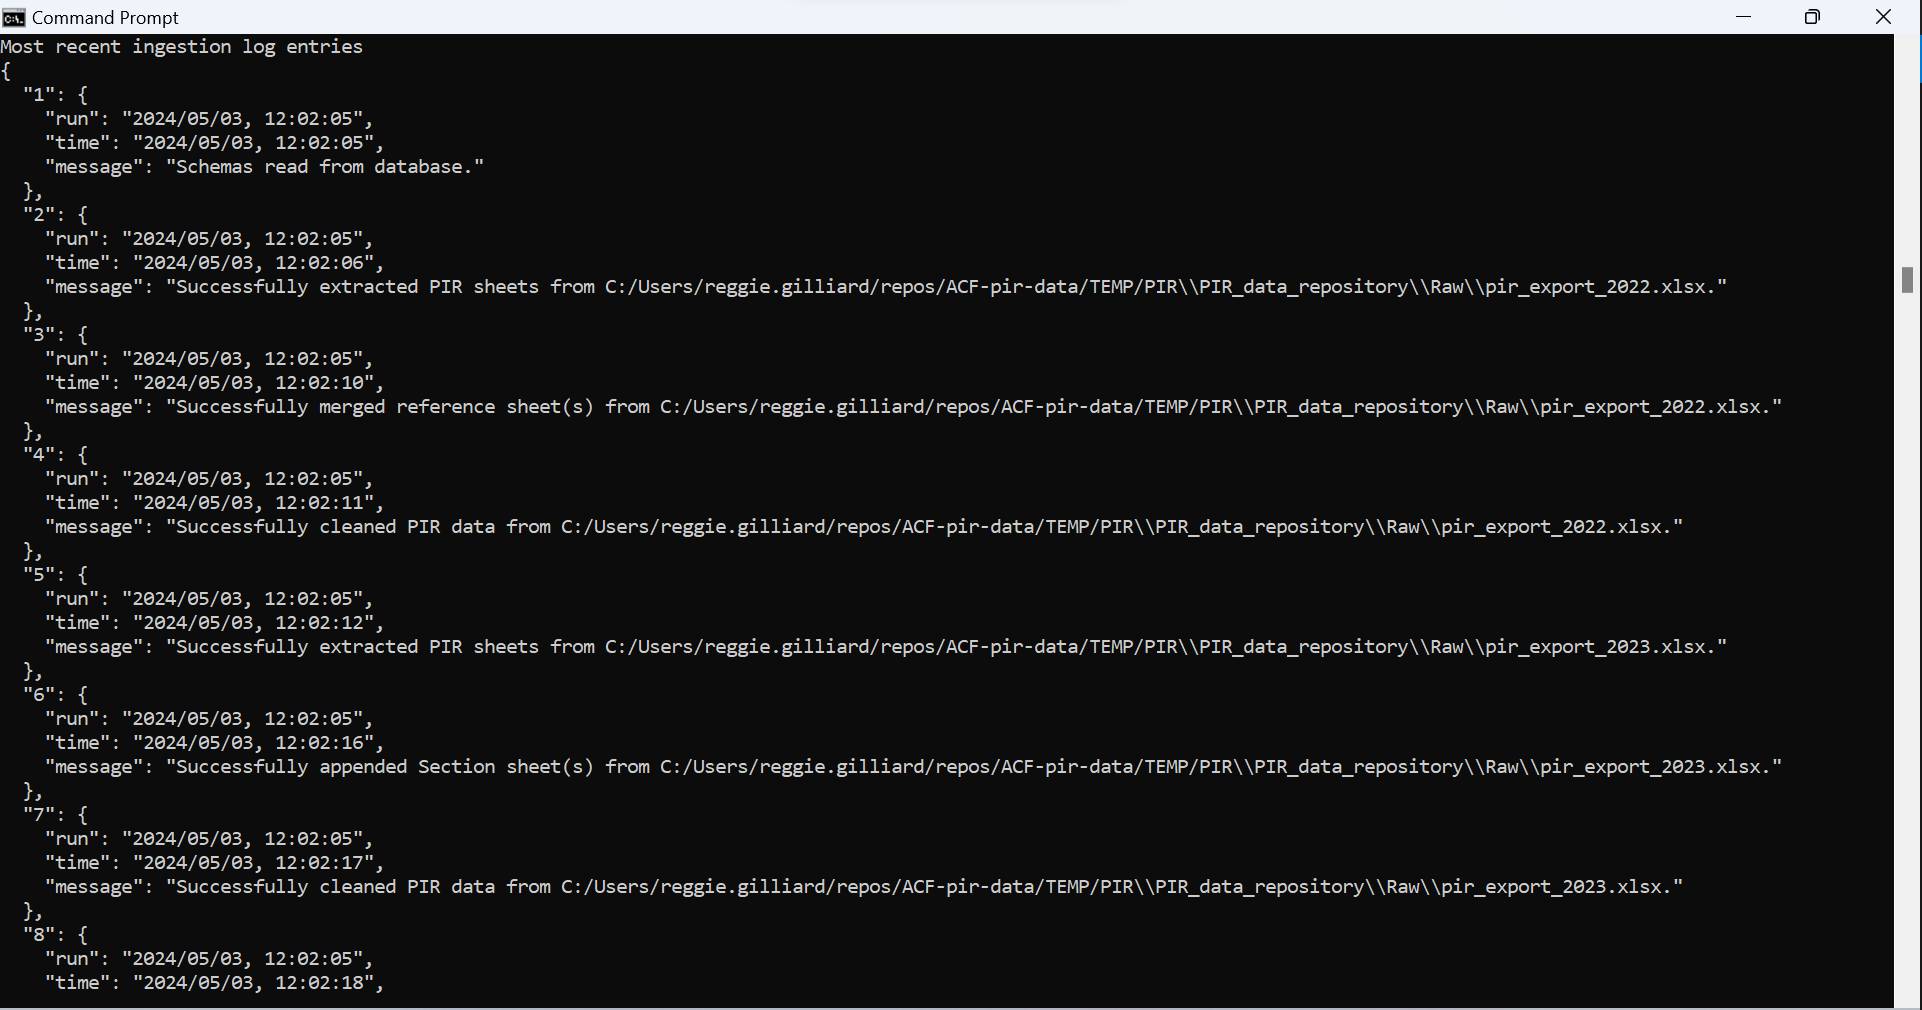 Command Prompt
Most recent ingestion log entries
{
  "1": {
    "run": "2024/05/03, 12:02:05",
    "time": "2024/05/03, 12:02:05",
    "message": "Schemas read from database."
  },
  "2": {
    "run": "2024/05/03, 12:02:05",
    "time": "2024/05/03, 12:02:06",
    "message": "Successfully extracted PIR sheets from C:/Users/reggie.gilliard/repos/ACF-pir-data/TEMP/PIR\\PIR_data_repository\\Raw\\pir_export_2022.xlsx."
  },
  "3": {
    "run": "2024/05/03, 12:02:05",
    "time": "2024/05/03, 12:02:10",
    "message": "Successfully merged reference sheet(s) from C:/Users/reggie.gilliard/repos/ACF-pir-data/TEMP/PIR\\PIR_data_repository\\Raw\\pir_export_2022.xlsx."
  },
  "4": {
    "run": "2024/05/03, 12:02:05",
    "time": "2024/05/03, 12:02:11",
    "message": "Successfully cleaned PIR data from C:/Users/reggie.gilliard/repos/ACF-pir-data/TEMP/PIR\\PIR_data_repository\\Raw\\pir_export_2022.xlsx."
  },
  "5": {
    "run": "2024/05/03, 12:02:05",
    "time": "2024/05/03, 12:02:12",
    "message": "Successfully extracted PIR sheets from C:/Users/reggie.gilliard/repos/ACF-pir-data/TEMP/PIR\\PIR_data_repository\\Raw\\pir_export_2023.xlsx."
  },
  "6": {
    "run": "2024/05/03, 12:02:05",
    "time": "2024/05/03, 12:02:16",
    "message": "Successfully appended Section sheet(s) from C:/Users/reggie.gilliard/repos/ACF-pir-data/TEMP/PIR\\PIR_data_repository\\Raw\\pir_export_2023.xlsx."
  },
  "7": {
    "run": "2024/05/03, 12:02:05",
    "time": "2024/05/03, 12:02:17",
    "message": "Successfully cleaned PIR data from C:/Users/reggie.gilliard/repos/ACF-pir-data/TEMP/PIR\\PIR_data_repository\\Raw\\pir_export_2023.xlsx."
  },
  "8": {
    "run": "2024/05/03, 12:02:05",
    "time": "2024/05/03, 12:02:18",